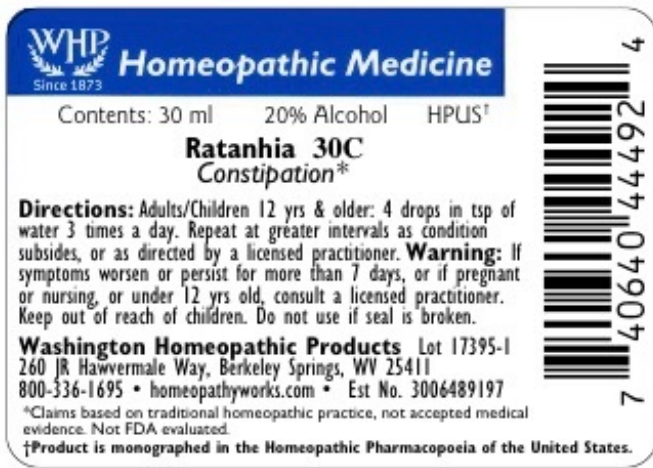 WHP
Since 1873
Homeopathic Medicine
Contents: 30 ml 20% Alcohol HPUS†
Ratanhia 30C
Constipation*
Directions: Adults/Children 12 yrs & older: 4 drops in tsp of
water 3 times a day. Repeat at greater intervals as condition
subsides, or as directed by a licensed practitioner. Warning: If
symptoms worsen or persist for more than 7 days, or if pregnant
or nursing, or under 12 yrs old, consult a licensed practitioner.
Keep out of reach of children. Do not use if seal is broken.
Washington Homeopathic Products Lot 17395-1
260 JR Hawvermale Way, Berkeley Springs, WV 25411
800-336-1695 • homeopathyworks.com • Est No. 3006489197
*Claims based on traditional homeopathic practice, not accepted medical
evidence. Not FDA evaluated.
†Product is monographed in the Homeopathic Pharmacopoeia of the United States.
7 40640 44492 4